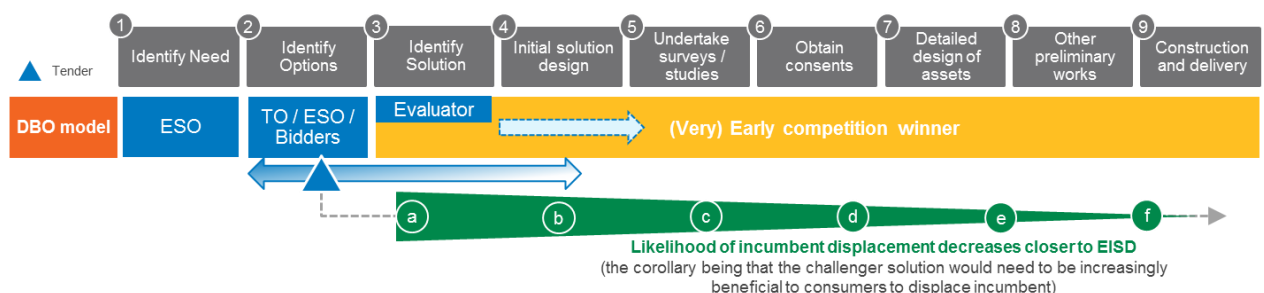 1
Identify Need
2
Identify
Options
3
Identify
Solution
4
Initial solution
design
5
Undertake
surveys /
studies
6
Obtain
consents
7
Detailed
design of
assets
8
Other
preliminary
works
9
Construction
and delivery
Tender
DBO model
ESO
TO / ESO /
Bidders
Evaluator
(Very) Early competition winner
a
b
c
d
e
f
Likelihood of incumbent displacement decreases closer to EISD
(the corollary being that the challenger solution would need to be increasingly
beneficial to consumers to displace incumbent)